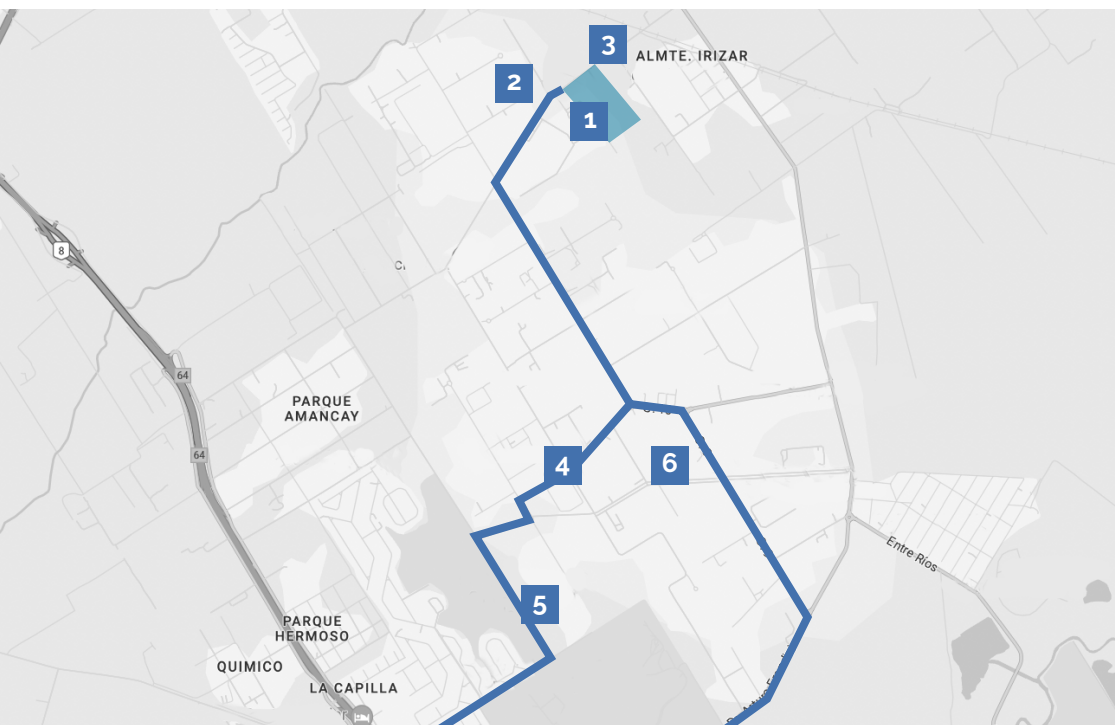 3
ALMTE. IRIZAR
2
1
8
64
PARQUE
AMANCAY
64
4
6
Entre Ríos
5
PARQUE
HERMOSO
QUIMICO
LA CAPILLA